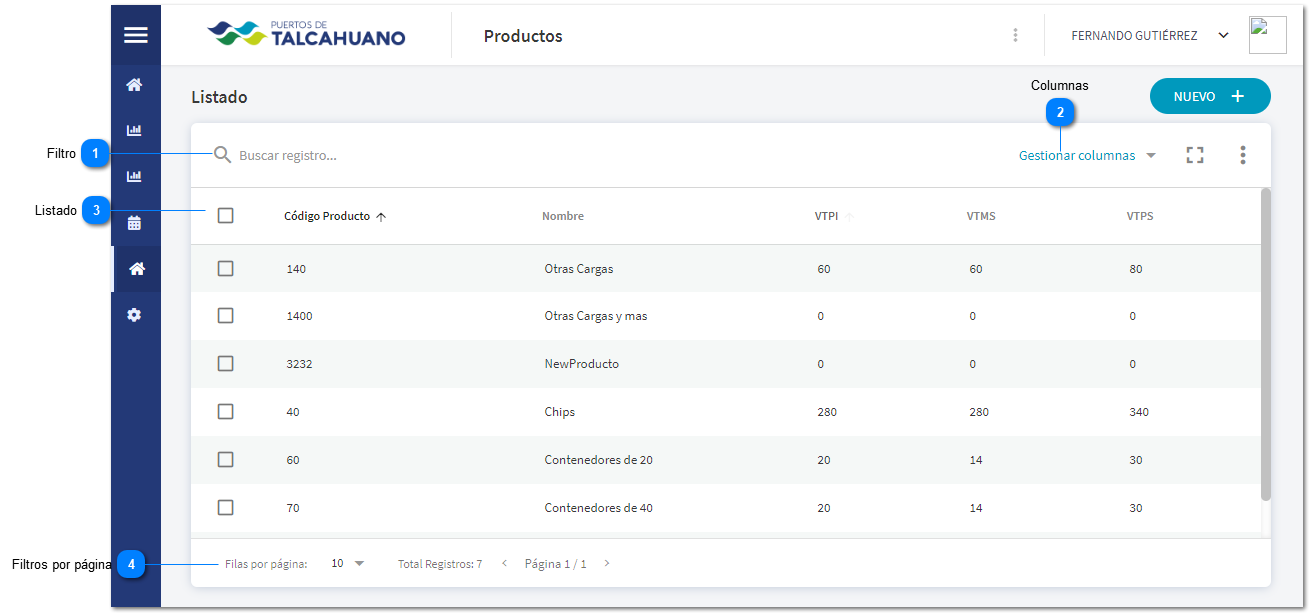 PUERTOS DE
TALCAHUANO
Productos
FERNANDO GUTIÉRREZ
Listado
Columnas
2
NUEVO +
Filtro 1
Buscar registro...
Gestionar columnas
Listado 3
Código Producto Nombre VTPI VTMS VTPS
140 Otras Cargas 60 60 80
1400 Otras Cargas y mas 0 0 0
3232 NewProducto 0 0 0
40 Chips 280 280 340
60 Contenedores de 20 20 14 30
70 Contenedores de 40 20 14 30
Filtros por página 4
Filas por página: 10 Total Registros: 7 < Página 1 / 1 >